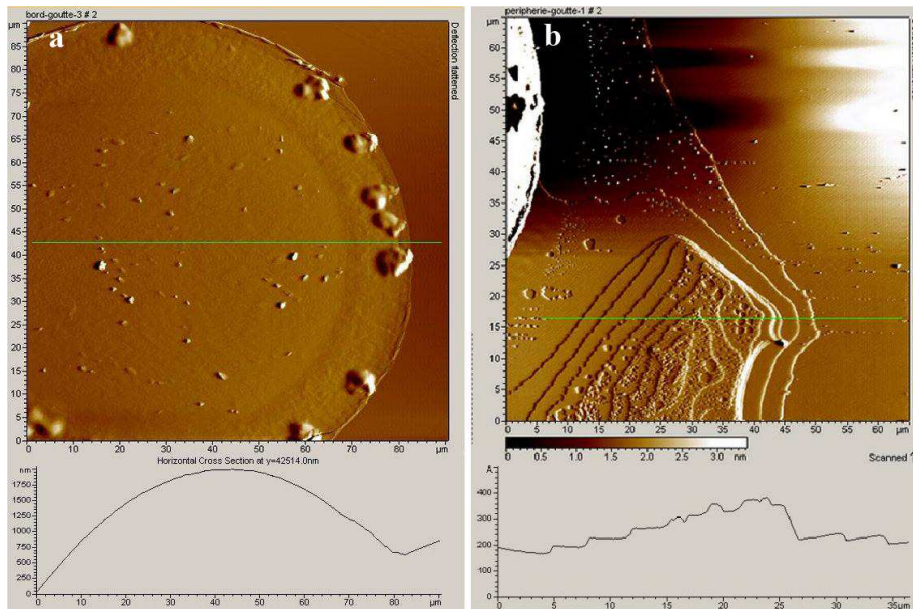 bord-goutte-3 # 2
a
Deflection flattened
µm
85
80
75
70
65
60
55
50
45
40
35
30
25
20
15
10
5
0
0 10 20 30 40 50 60 70 80 µm
Horizontal Cross Section at y=42514.0nm
nm
1750
1500
1250
1000
750
500
250
0
0 10 20 30 40 50 60 70 80 µm
peripherie-goutte-1 # 2
b
µm
60
55
50
45
40
35
30
25
20
15
10
5
0
0 5 10 15 20 25 30 35 40 45 50 55 60 µm
0 0.5 1.0 1.5 2.0 2.5 3.0 nm
Scanned
A
400
300
200
100
0
0 5 10 15 20 25 30 35µm